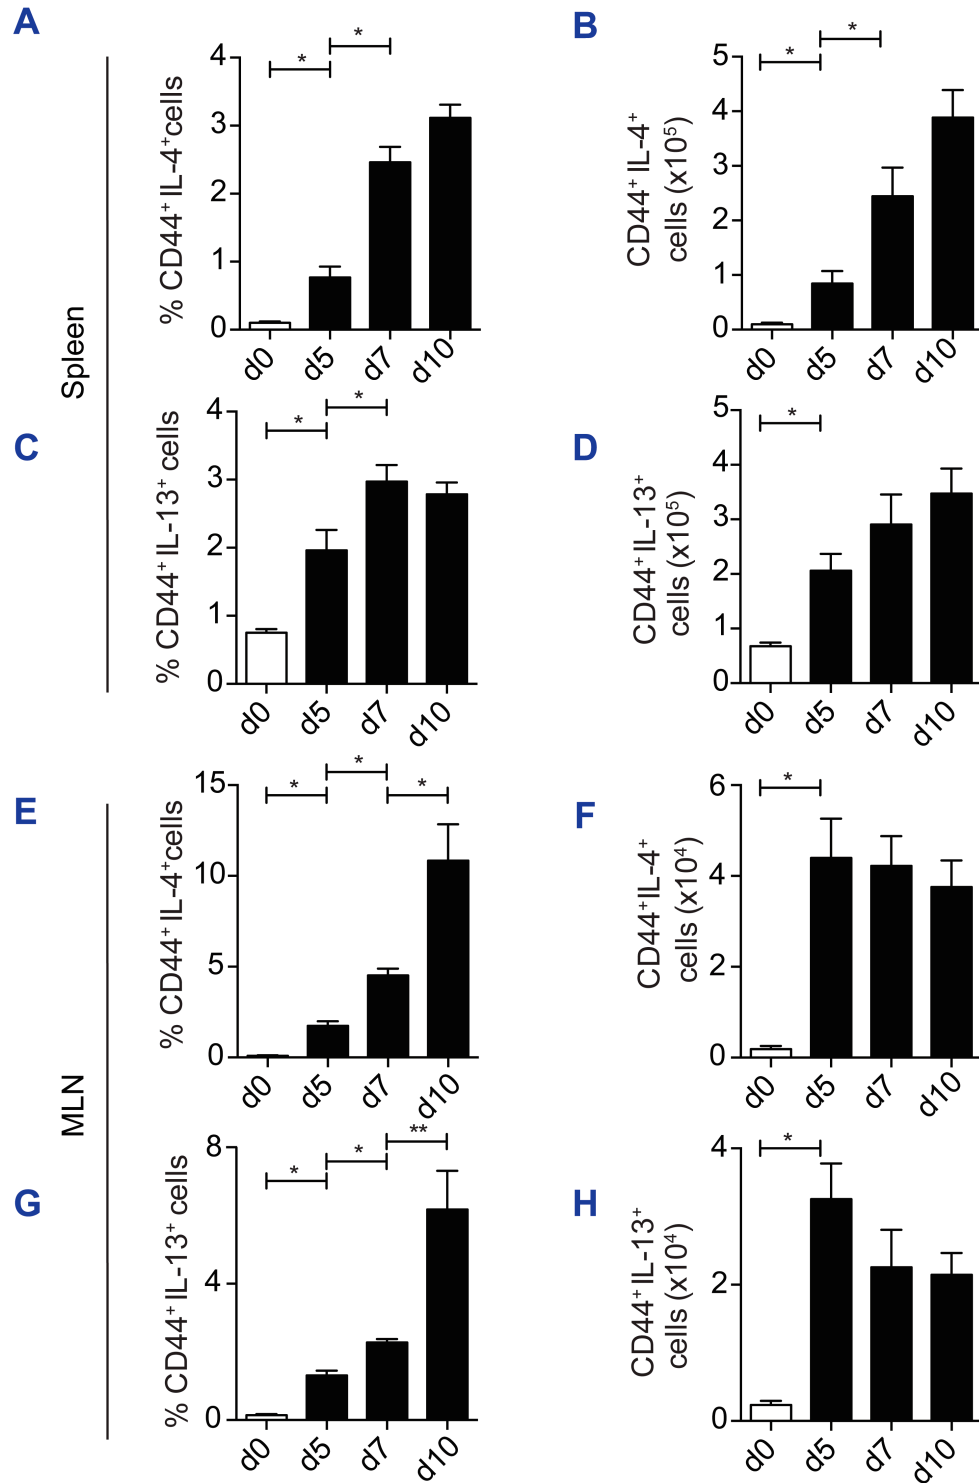 A
% CD44⁺ IL-4⁺cells
4
3
2
1
0
* *
d0 d5 d7 d10
B
CD44⁺ IL-4⁺
cells (x10⁵)
5
4
3
2
1
0
* *
d0 d5 d7 d10
Spleen
C
% CD44⁺ IL-13⁺ cells
4
3
2
1
0
* *
d0 d5 d7 d10
D
CD44⁺ IL-13⁺
cells (x10⁵)
5
4
3
2
1
0
*
d0 d5 d7 d10
E
% CD44⁺ IL-4⁺cells
15
10
5
0
* * *
d0 d5 d7 d10
F
CD44⁺IL-4⁺
cells (x10⁴)
6
4
2
0
*
d0 d5 d7 d10
MLN
G
% CD44⁺ IL-13⁺ cells
8
4
0
* * **
d0 d5 d7 d10
H
CD44⁺ IL-13⁺
cells (x10⁴)
4
2
0
*
d0 d5 d7 d10